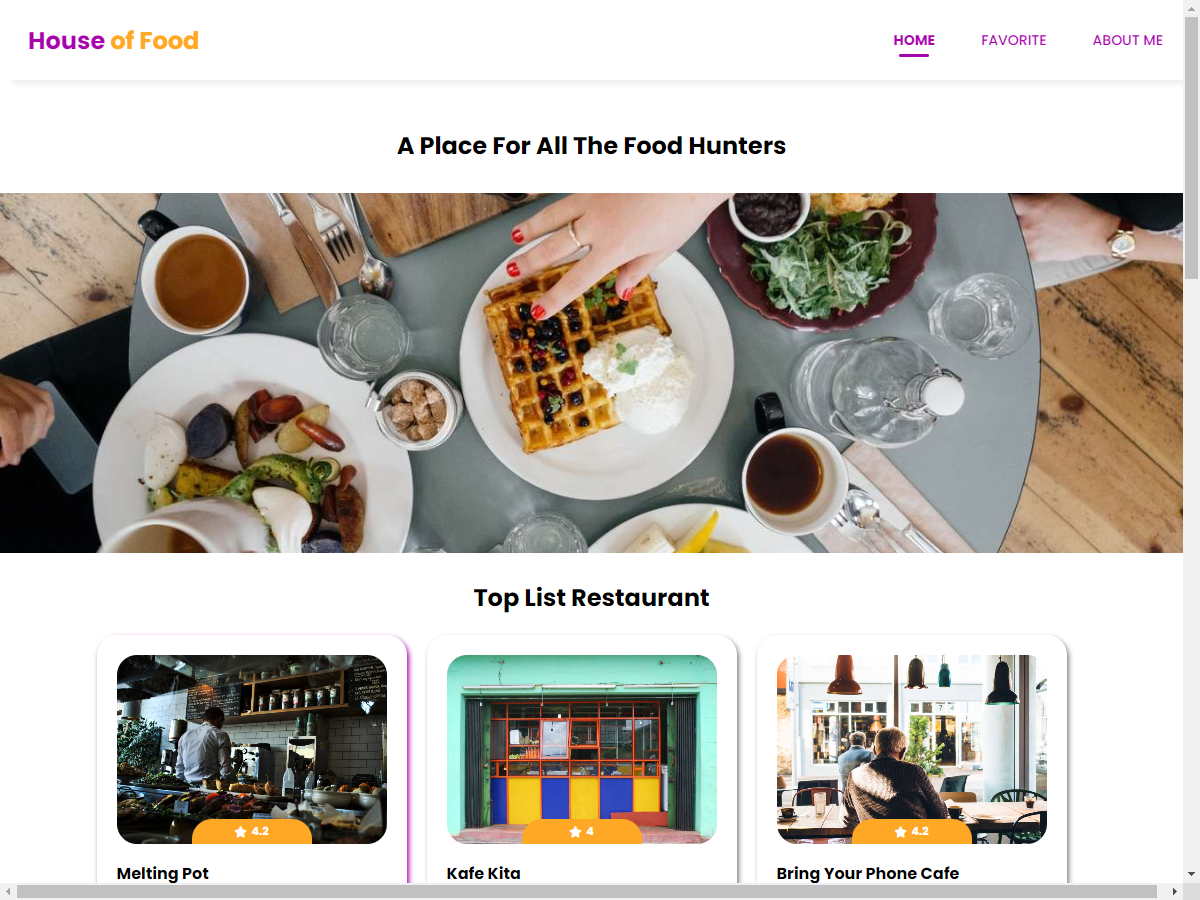 House of Food
HOME
FAVORITE
ABOUT ME
A Place For All The Food Hunters
Top List Restaurant
4.2
4
4.2
Melting Pot
Kafe Kita
Bring Your Phone Cafe